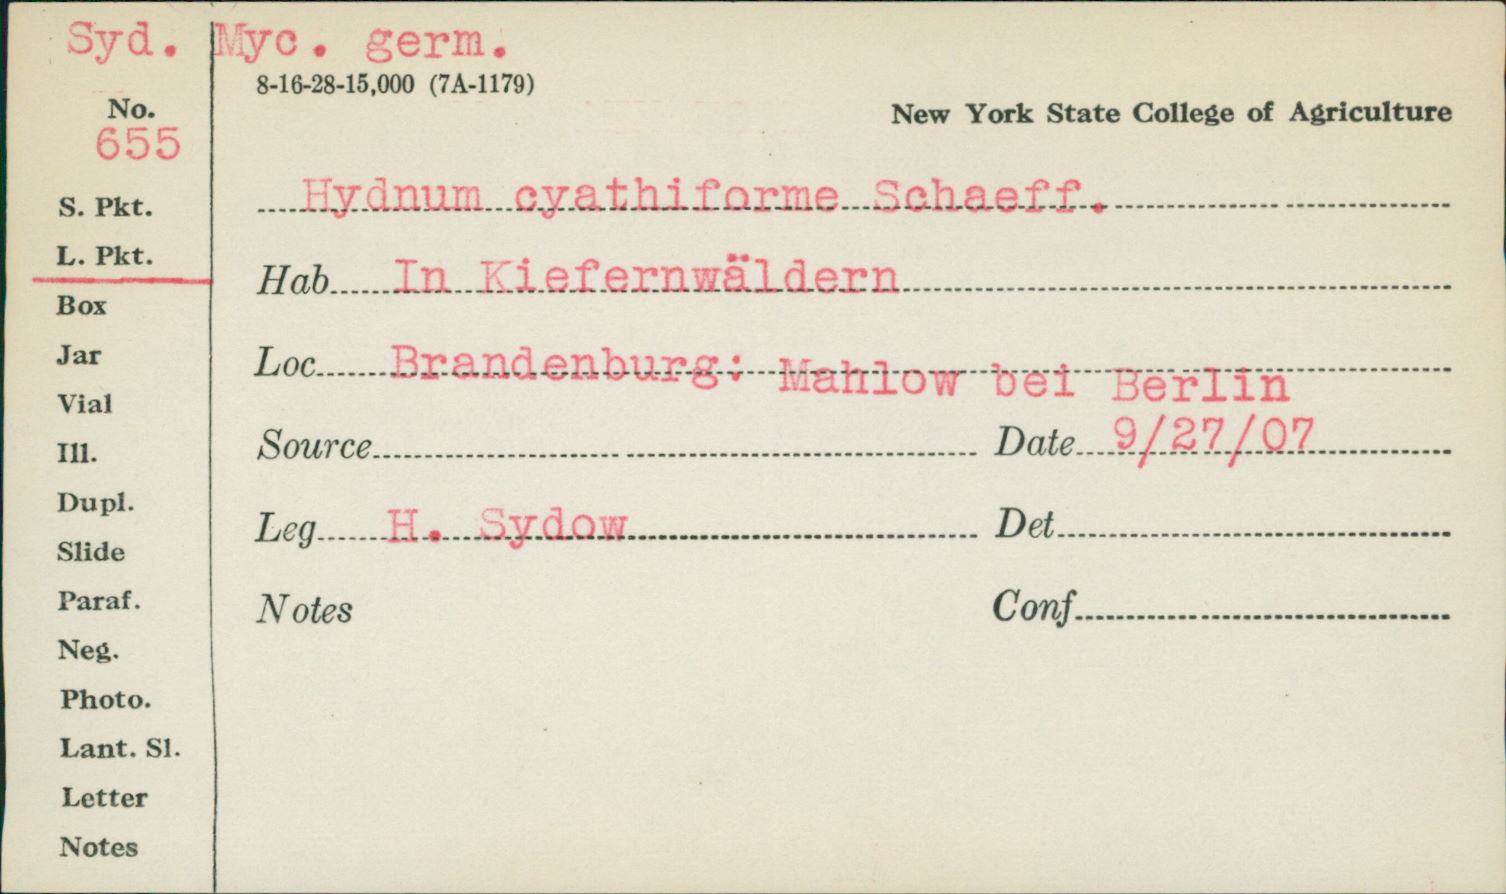 Syd. Myc. germ.
8-16-28-15,000 (7A-1179)
New York State College of Agriculture
No.
655
S. Pkt.
L. Pkt.
Box
Jar
Vial
Ill.
Dupl.
Slide
Paraf.
Neg.
Photo.
Lant. Sl.
Letter
Notes
Hydnum cyathiforme Schaeff.
Hab In Kiefernwäldern
Loc Brandenburg: Mahlow bei Berlin
Source Date 9/27/07
Leg H. Sydow Det
Notes Conf